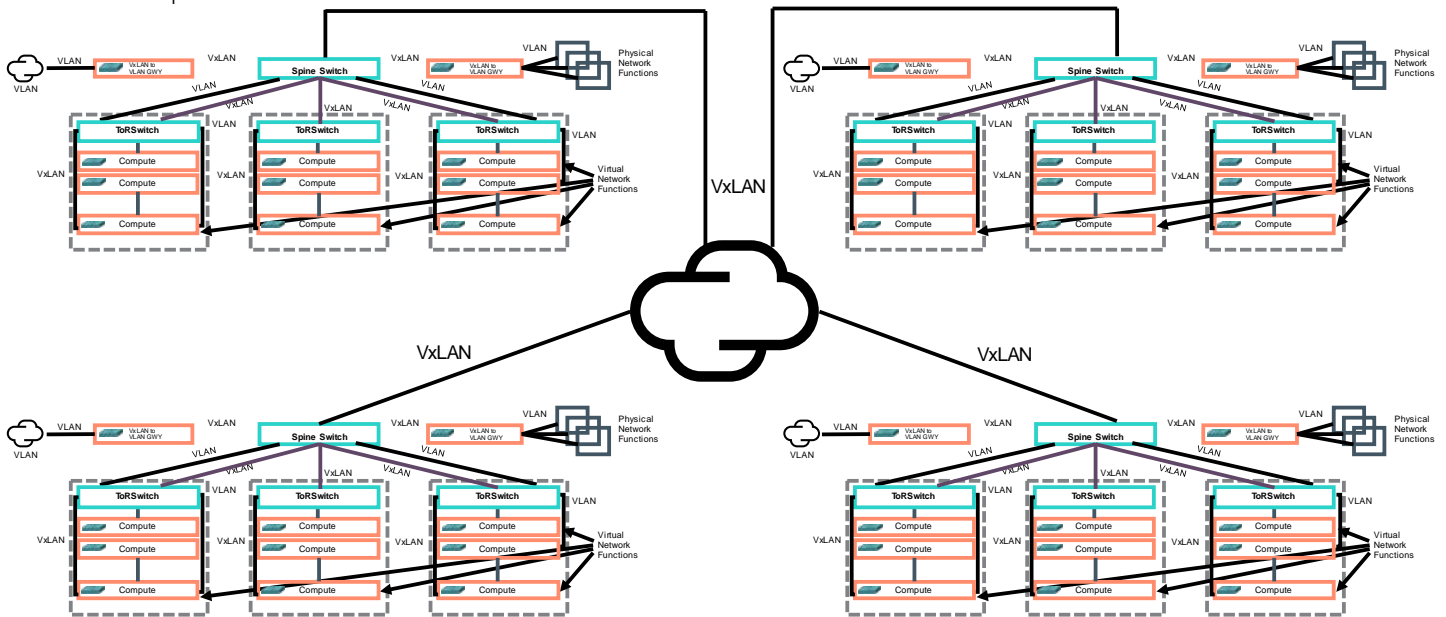 VLAN
VLAN
VxLAN to
VLAN GWY
VxLAN
Spine Switch
VxLAN
VxLAN to
VLAN GWY
VLAN
Physical
Network
Functions
VLAN
VLAN
VxLAN
VxLAN
VxLAN
ToRSwitch
VLAN
ToRSwitch
ToRSwitch
VLAN
Compute
Compute
Compute
VxLAN
Compute
VxLAN
Compute
VxLAN
Compute
Virtual
Network
Functions
Compute
Compute
Compute
VLAN
VLAN
VxLAN to
VLAN GWY
VxLAN
Spine Switch
VxLAN
VxLAN to
VLAN GWY
VLAN
Physical
Network
Functions
VLAN
VLAN
VxLAN
VxLAN
VxLAN
ToRSwitch
VLAN
ToRSwitch
ToRSwitch
VLAN
Compute
Compute
Compute
VxLAN
Compute
VxLAN
Compute
VxLAN
Compute
Virtual
Network
Functions
Compute
Compute
Compute
VxLAN
VxLAN
VxLAN
VLAN
VLAN
VxLAN to
VLAN GWY
VxLAN
Spine Switch
VxLAN
VxLAN to
VLAN GWY
VLAN
Physical
Network
Functions
VLAN
VLAN
VxLAN
VxLAN
VxLAN
ToRSwitch
VLAN
ToRSwitch
ToRSwitch
VLAN
Compute
Compute
Compute
VxLAN
Compute
VxLAN
Compute
VxLAN
Compute
Virtual
Network
Functions
Compute
Compute
Compute
VLAN
VLAN
VxLAN to
VLAN GWY
VxLAN
Spine Switch
VxLAN
VxLAN to
VLAN GWY
VLAN
Physical
Network
Functions
VLAN
VLAN
VxLAN
VxLAN
VxLAN
ToRSwitch
VLAN
ToRSwitch
ToRSwitch
VLAN
Compute
Compute
Compute
VxLAN
Compute
VxLAN
Compute
VxLAN
Compute
Virtual
Network
Functions
Compute
Compute
Compute